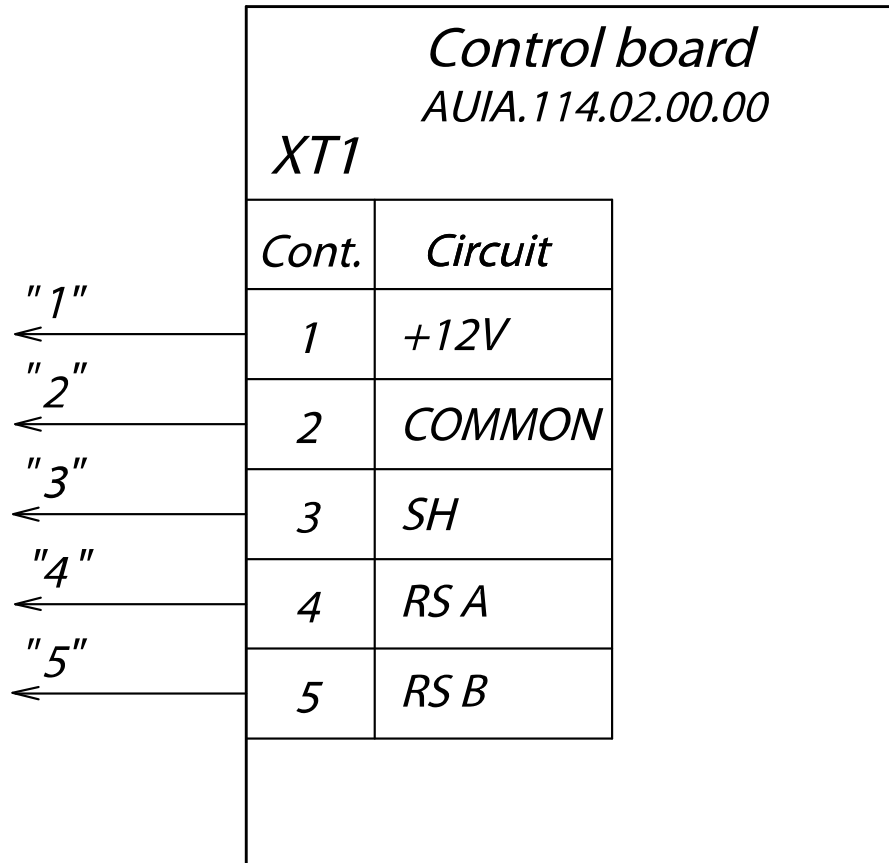 Control board
AUIA.114.02.00.00
XT1
Cont. Circuit
"1"
1 +12V
"2"
2 COMMON
"3"
3 SH
"4"
4 RS A
"5"
5 RS B